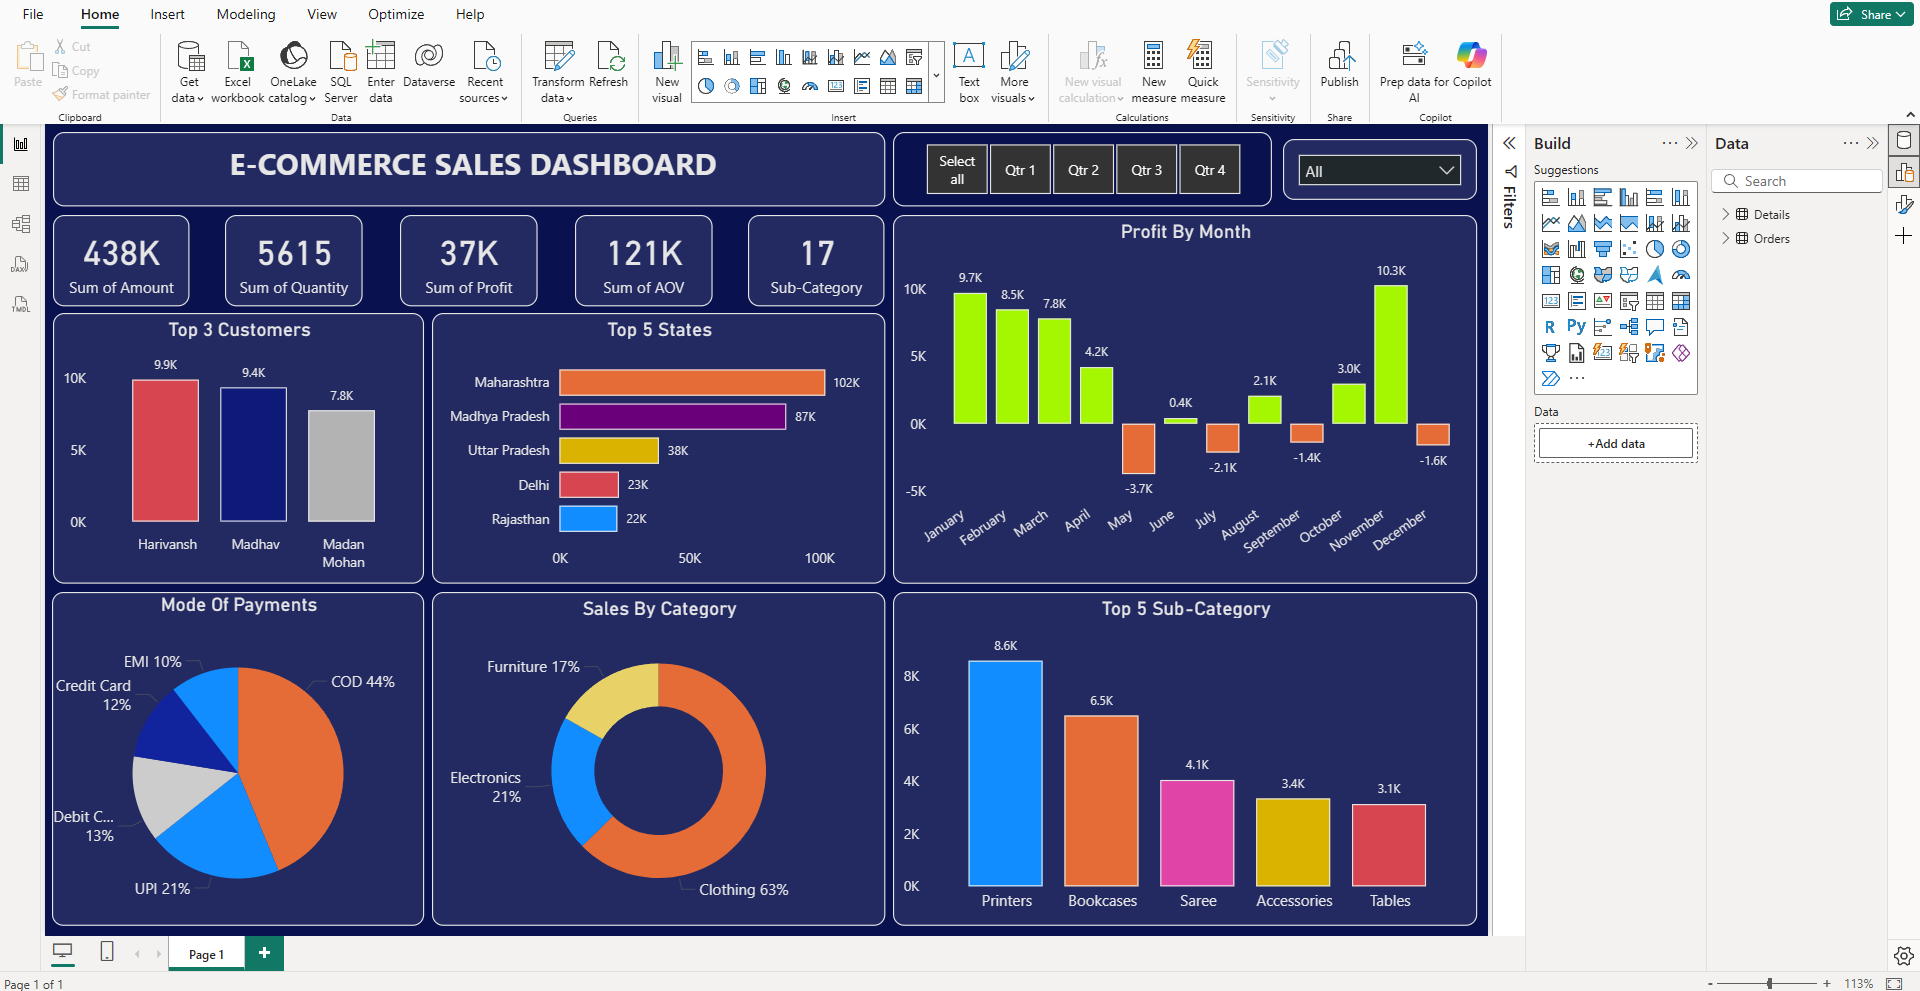 File Home Insert Modeling View Optimize Help
Share
Paste
Cut
Copy
Format painter
Clipboard
Get data
Excel workbook
OneLake catalog
SQL Server
Enter data
Dataverse
Recent sources
Data
Transform data
Refresh
Queries
New visual
Text box
More visuals
Insert
New visual calculation
New measure
Quick measure
Calculations
Sensitivity
Sensitivity
Publish
Share
Prep data for AI
Copilot
Copilot
E-COMMERCE SALES DASHBOARD
Select all
Qtr 1
Qtr 2
Qtr 3
Qtr 4
All
438K
Sum of Amount
5615
Sum of Quantity
37K
Sum of Profit
121K
Sum of AOV
17
Sub-Category
Top 3 Customers
10K
5K
0K
9.9K
9.4K
7.8K
Harivansh
Madhav
Madan
Mohan
Top 5 States
Maharashtra 102K
Madhya Pradesh 87K
Uttar Pradesh 38K
Delhi 23K
Rajasthan 22K
0K 50K 100K
Profit By Month
10K
5K
0K
-5K
9.7K
8.5K
7.8K
4.2K
-3.7K
0.4K
-2.1K
2.1K
-1.4K
3.0K
10.3K
-1.6K
January
February
March
April
May
June
July
August
September
October
November
December
Mode Of Payments
EMI 10%
Credit Card
12%
Debit C...
13%
UPI 21%
COD 44%
Sales By Category
Furniture 17%
Electronics
21%
Clothing 63%
Top 5 Sub-Category
8K
6K
4K
2K
0K
8.6K
6.5K
4.1K
3.4K
3.1K
Printers
Bookcases
Saree
Accessories
Tables
Filters
Build
Suggestions
R
Py
Data
+Add data
Data
Search
Details
Orders
DAX
TMDL
Page 1
Page 1 of 1
- + 113%